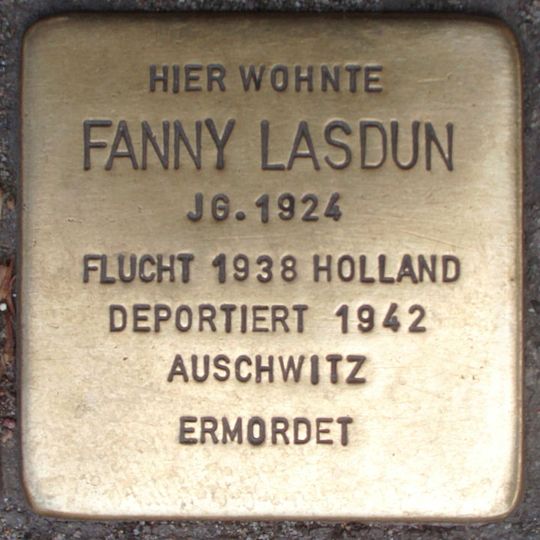 HIER WOHNTE
FANNY LASDUN
JG. 1924
FLUCHT 1938 HOLLAND
DEPORTIERT 1942
AUSCHWITZ
ERMORDET